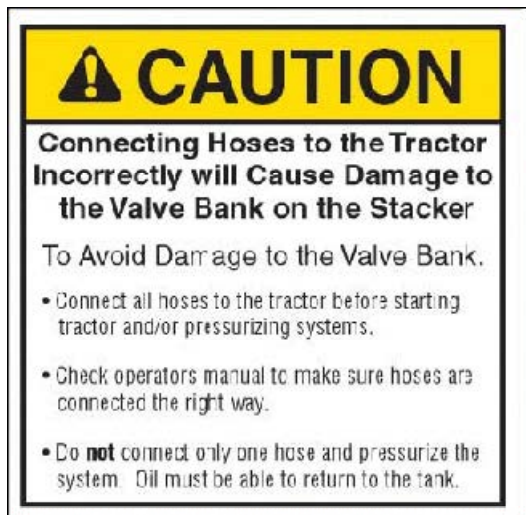 CAUTION
Connecting Hoses to the Tractor
Incorrectly will Cause Damage to
the Valve Bank on the Stacker
To Avoid Damage to the Valve Bank.
• Connect all hoses to the tractor before starting
tractor and/or pressurizing systems.
• Check operators manual to make sure hoses are
connected the right way.
• Do not connect only one hose and pressurize the
system. Oil must be able to return to the tank.